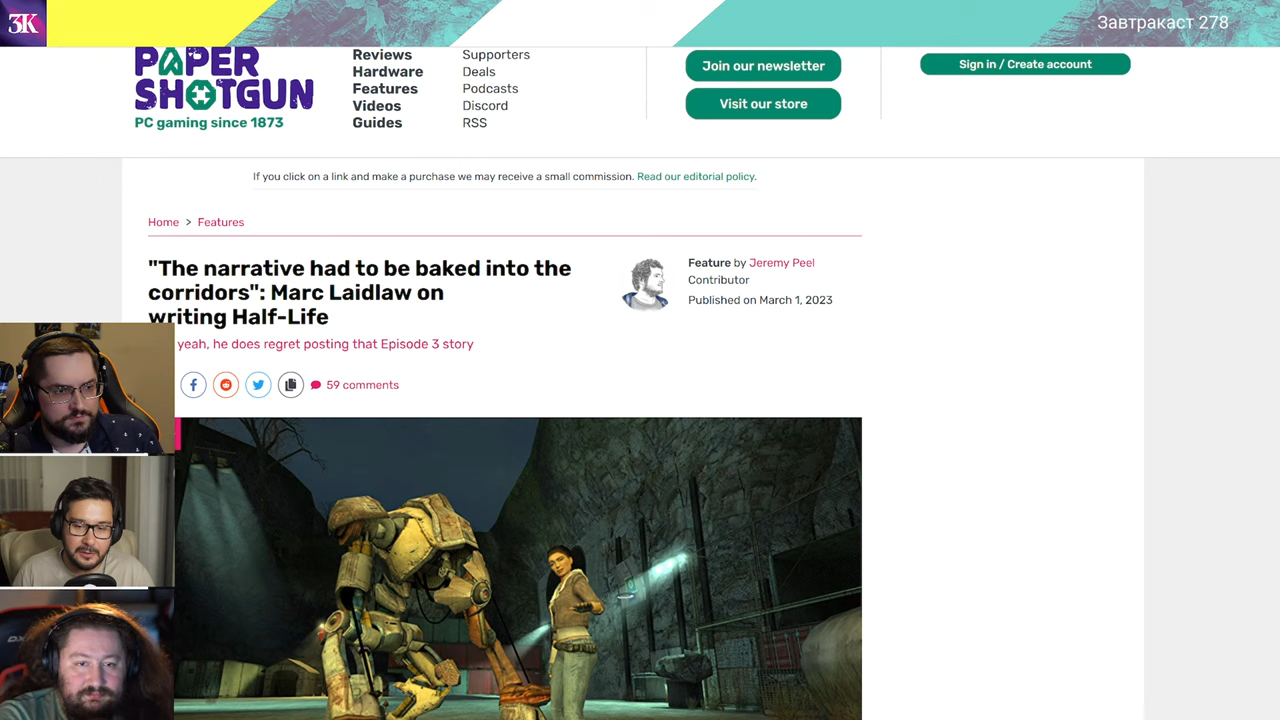 3K
Завтракаст 278
PAPER
SHOTGUN
PC gaming since 1873
Reviews
Hardware
Features
Videos
Guides
Supporters
Deals
Podcasts
Discord
RSS
Join our newsletter
Visit our store
Sign in / Create account
If you click on a link and make a purchase we may receive a small commission. Read our editorial policy.
Home > Features
"The narrative had to be baked into the
corridors": Marc Laidlaw on
writing Half-Life
yeah, he does regret posting that Episode 3 story
Feature by Jeremy Peel
Contributor
Published on March 1, 2023
59 comments